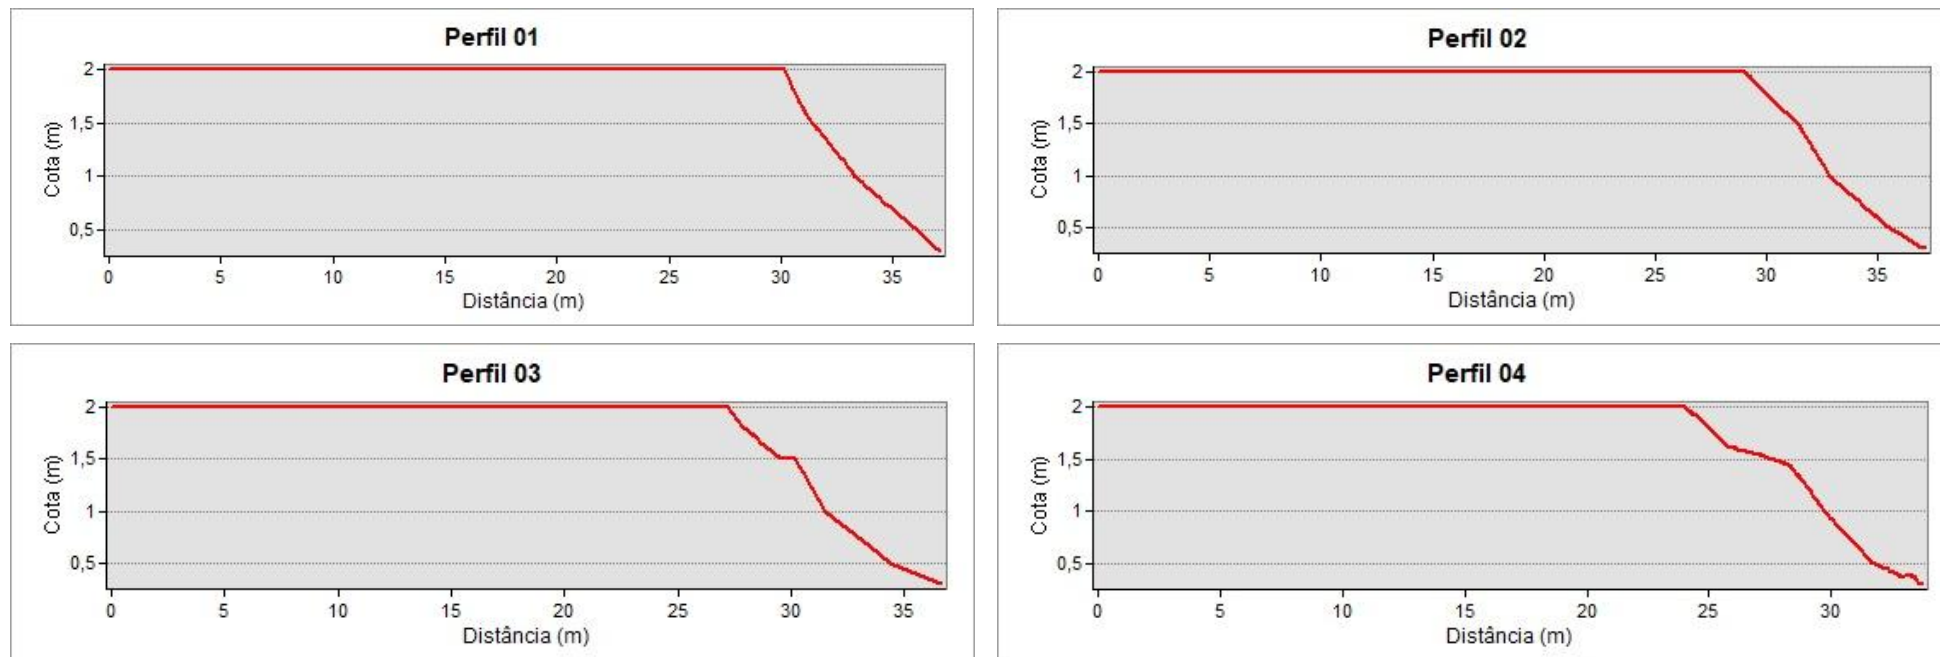 Perfil 01
2
1,5
1
0,5
Cota (m)
0 5 10 15 20 25 30 35
Distância (m)
Perfil 02
2
1,5
1
0,5
Cota (m)
0 5 10 15 20 25 30 35
Distância (m)
Perfil 03
2
1,5
1
0,5
Cota (m)
0 5 10 15 20 25 30 35
Distância (m)
Perfil 04
2
1,5
1
0,5
Cota (m)
0 5 10 15 20 25 30
Distância (m)